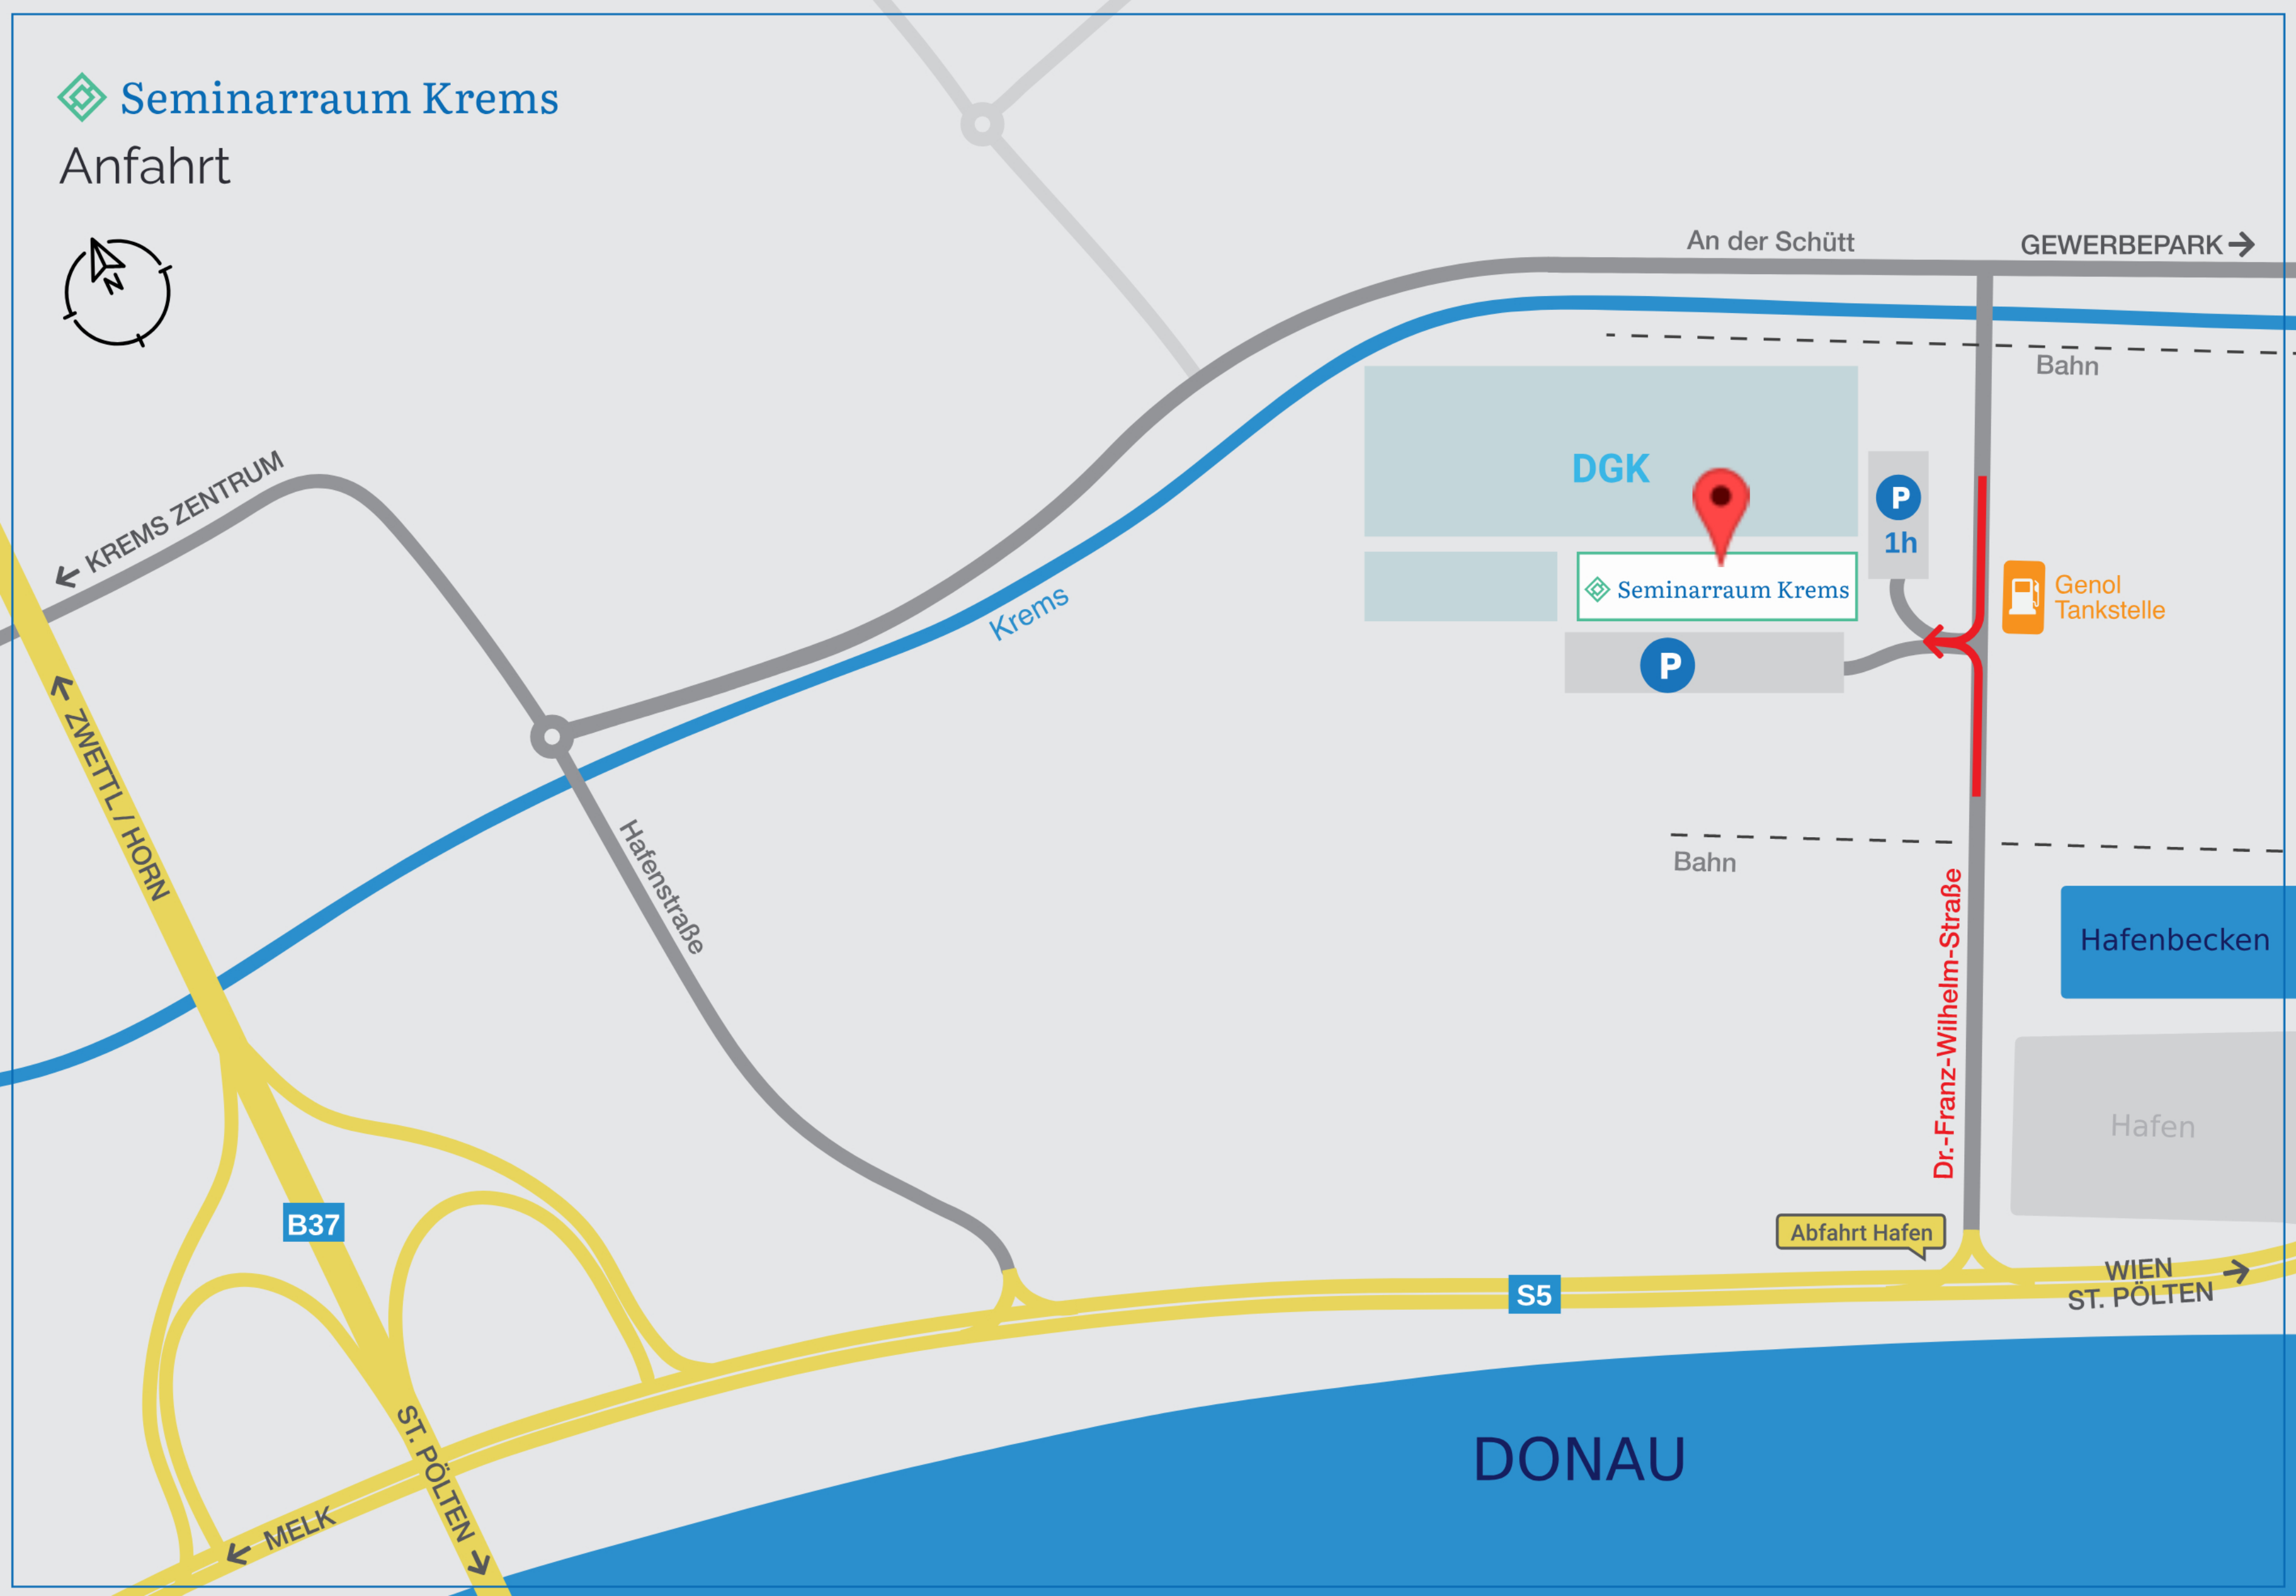 Seminarraum Krems
Anfahrt
N
An der Schütt
GEWERBEPARK
Bahn
KREMS ZENTRUM
DGK
P
1h
Seminarraum Krems
Genol
Tankstelle
Krems
P
ZWETTL / HORN
Hafenstraße
Bahn
Dr.-Franz-Wilhelm-Straße
Hafenbecken
Hafen
B37
Abfahrt Hafen
S5
WIEN
ST. PÖLTEN
ST. PÖLTEN
DONAU
MELK